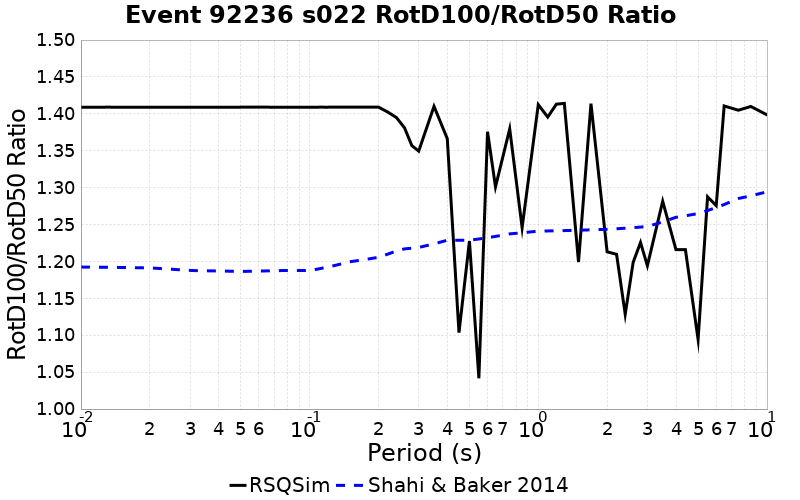 Event 92236 s022 RotD100/RotD50 Ratio
RotD100/RotD50 Ratio
1.50
1.45
1.40
1.35
1.30
1.25
1.20
1.15
1.10
1.05
1.00
10-2 2 3 4 5 6 10-1 2 3 4 5 6 7 100 2 3 4 5 6 7 101
Period (s)
RSQSim Shahi & Baker 2014